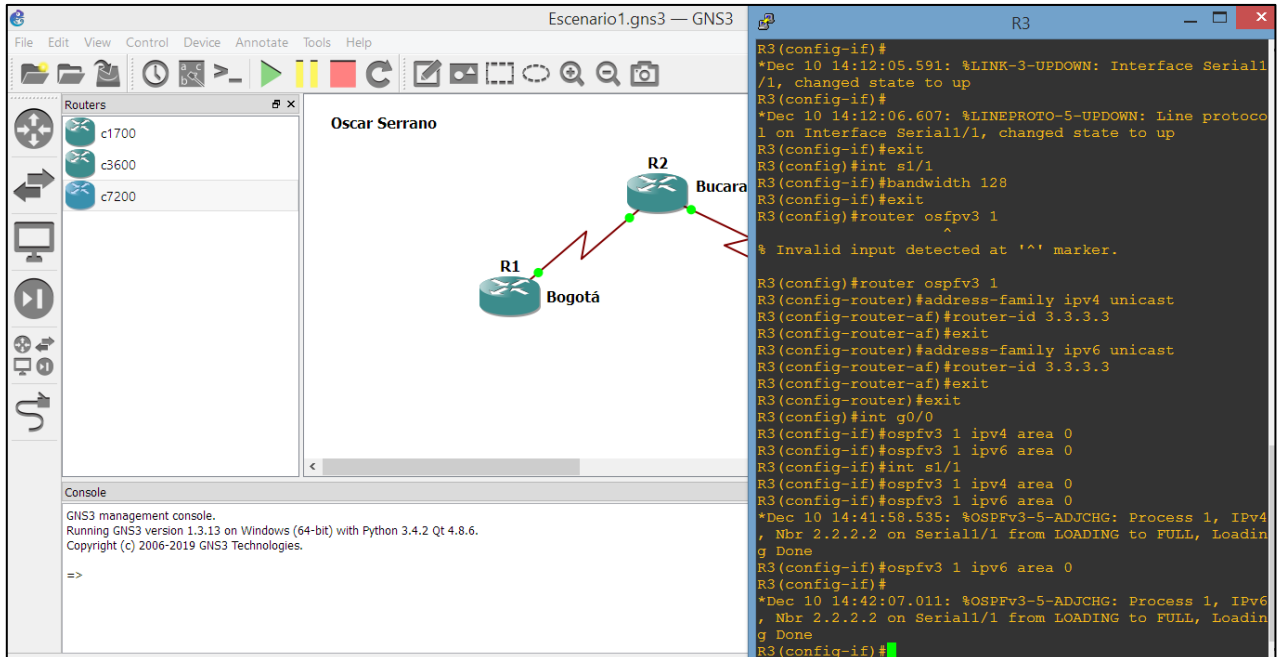 Escenario1.gns3 — GNS3
File Edit View Control Device Annotate Tools Help
Routers
c1700
c3600
c7200
Oscar Serrano
R2
Bucara
R1
Bogotá
Console
GNS3 management console.
Running GNS3 version 1.3.13 on Windows (64-bit) with Python 3.4.2 Qt 4.8.6.
Copyright (c) 2006-2019 GNS3 Technologies.
=>
R3
R3(config-if)#
*Dec 10 14:12:05.591: %LINK-3-UPDOWN: Interface Serial1
/1, changed state to up
R3(config-if)#
*Dec 10 14:12:06.607: %LINEPROTO-5-UPDOWN: Line protoco
l on Interface Serial1/1, changed state to up
R3(config-if)#exit
R3(config)#int s1/1
R3(config-if)#bandwidth 128
R3(config-if)#exit
R3(config)#router osfpv3 1
^
% Invalid input detected at '^' marker.
R3(config)#router ospfv3 1
R3(config-router)#address-family ipv4 unicast
R3(config-router-af)#router-id 3.3.3.3
R3(config-router-af)#exit
R3(config-router)#address-family ipv6 unicast
R3(config-router-af)#router-id 3.3.3.3
R3(config-router-af)#exit
R3(config-router)#exit
R3(config)#int g0/0
R3(config-if)#ospfv3 1 ipv4 area 0
R3(config-if)#ospfv3 1 ipv6 area 0
R3(config-if)#int s1/1
R3(config-if)#ospfv3 1 ipv4 area 0
R3(config-if)#ospfv3 1 ipv6 area 0
*Dec 10 14:41:58.535: %OSPFv3-5-ADJCHG: Process 1, IPv4
, Nbr 2.2.2.2 on Serial1/1 from LOADING to FULL, Loadin
g Done
R3(config-if)#ospfv3 1 ipv6 area 0
R3(config-if)#
*Dec 10 14:42:07.011: %OSPFv3-5-ADJCHG: Process 1, IPv6
, Nbr 2.2.2.2 on Serial1/1 from LOADING to FULL, Loadin
g Done
R3(config-if)#